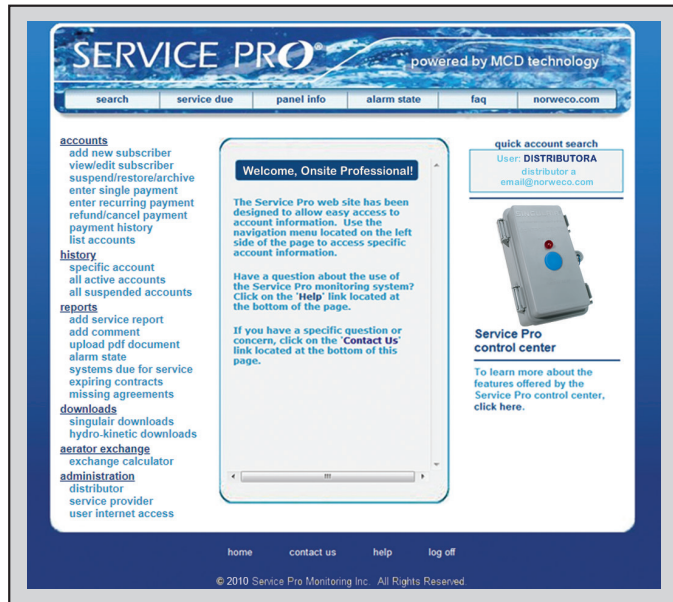 SERVICE PRO®
powered by MCD technology
search service due panel info alarm state faq norweco.com
accounts
add new subscriber
view/edit subscriber
suspend/restore/archive
enter single payment
enter recurring payment
refund/cancel payment
payment history
list accounts
history
specific account
all active accounts
all suspended accounts
reports
add service report
add comment
upload pdf document
alarm state
systems due for service
expiring contracts
missing agreements
downloads
singulair downloads
hydro-kinetic downloads
aerator exchange
exchange calculator
administration
distributor
service provider
user internet access
Welcome, Onsite Professional!
The Service Pro web site has been
designed to allow easy access to
account information. Use the
navigation menu located on the left
side of the page to access specific
account information.
Have a question about the use of
the Service Pro monitoring system?
Click on the 'Help' link located at
the bottom of the page.
If you have a specific question or
concern, click on the 'Contact Us'
link located at the bottom of this
page.
quick account search
User: DISTRIBUTORA
distributor a
email@norweco.com
Service Pro
control center
To learn more about the
features offered by the
Service Pro control center,
click here.
home contact us help log off
© 2010 Service Pro Monitoring Inc. All Rights Reserved.